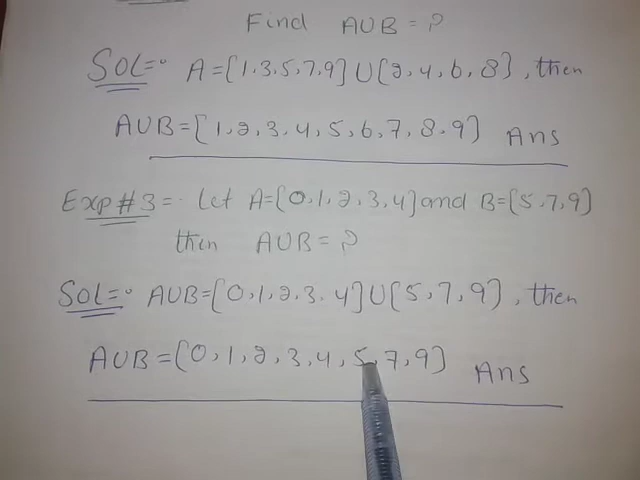 Find AUB = ?
SOL=: A=[1,3,5,7,9]U[2,4,6,8], then
AUB=[1,2,3,4,5,6,7,8,9] Ans
Exp#3=: Let A=[0,1,2,3,4] and B=[5,7,9]
then AUB=?
SOL=: AUB=[0,1,2,3,4]U[5,7,9], then
AUB=[0,1,2,3,4,5,7,9] Ans